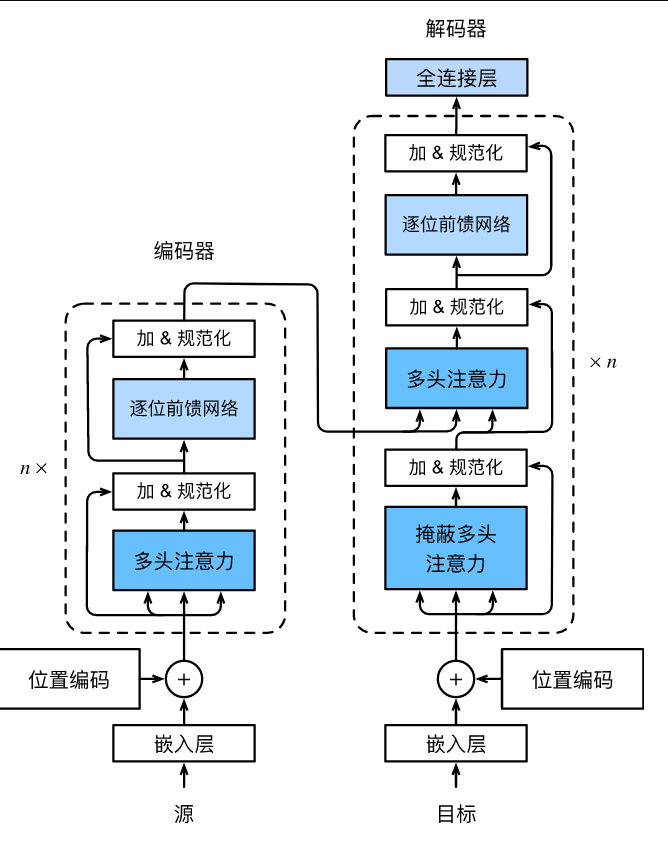 解码器
全连接层
加 & 规范化
逐位前馈网络
编码器
加 & 规范化
加 & 规范化
× n
多头注意力
逐位前馈网络
n ×
加 & 规范化
加 & 规范化
掩蔽多头
注意力
多头注意力
位置编码
+
+
位置编码
嵌入层
嵌入层
源
目标